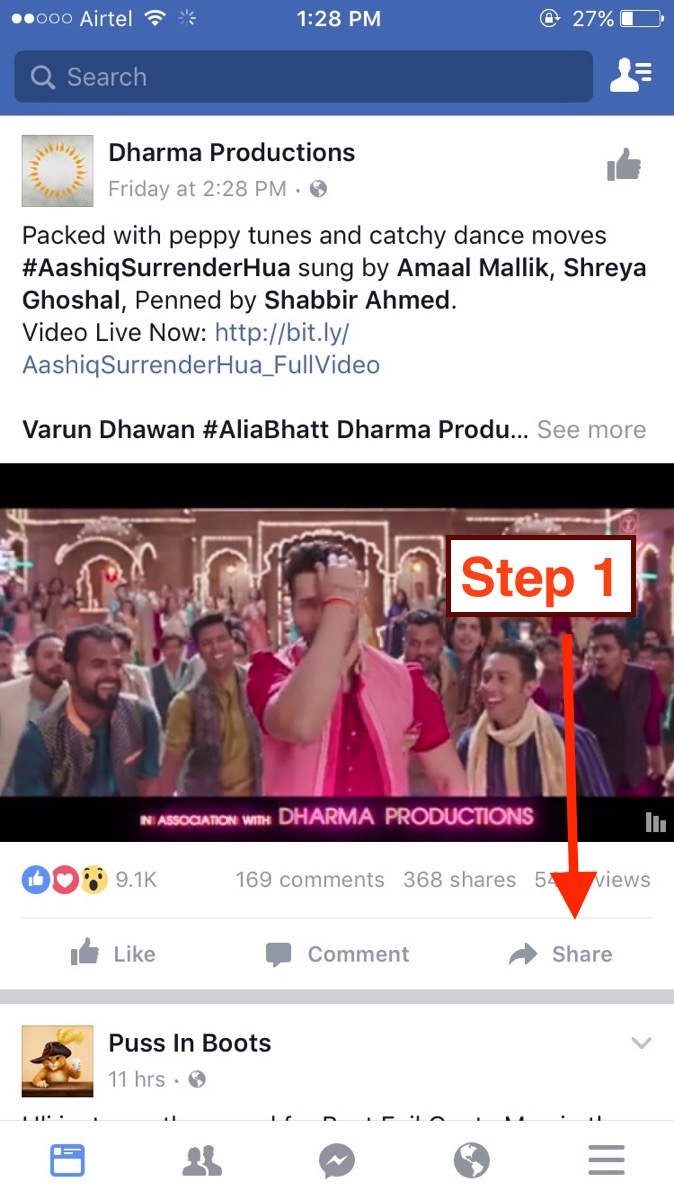 Airtel 1:28 PM 27%
Search
Dharma Productions
Friday at 2:28 PM ·
Packed with peppy tunes and catchy dance moves
#AashiqSurrenderHua sung by Amaal Mallik, Shreya
Ghoshal, Penned by Shabbir Ahmed.
Video Live Now: http://bit.ly/
AashiqSurrenderHua_FullVideo
Varun Dhawan #AliaBhatt Dharma Produ... See more
Step 1
IN ASSOCIATION WITH DHARMA PRODUCTIONS
9.1K 169 comments 368 shares views
Like Comment Share
Puss In Boots
11 hrs ·